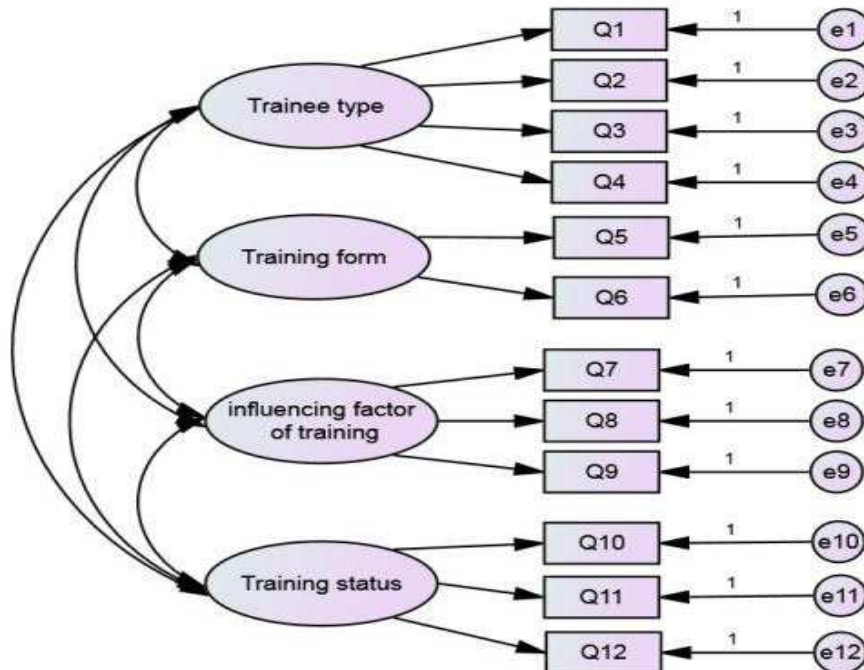 Q1
1
e1
Q2
1
e2
Trainee type
Q3
1
e3
Q4
1
e4
Q5
1
e5
Training form
Q6
1
e6
Q7
1
e7
influencing factor
of training
Q8
1
e8
Q9
1
e9
Q10
1
e10
Training status
Q11
1
e11
Q12
1
e12